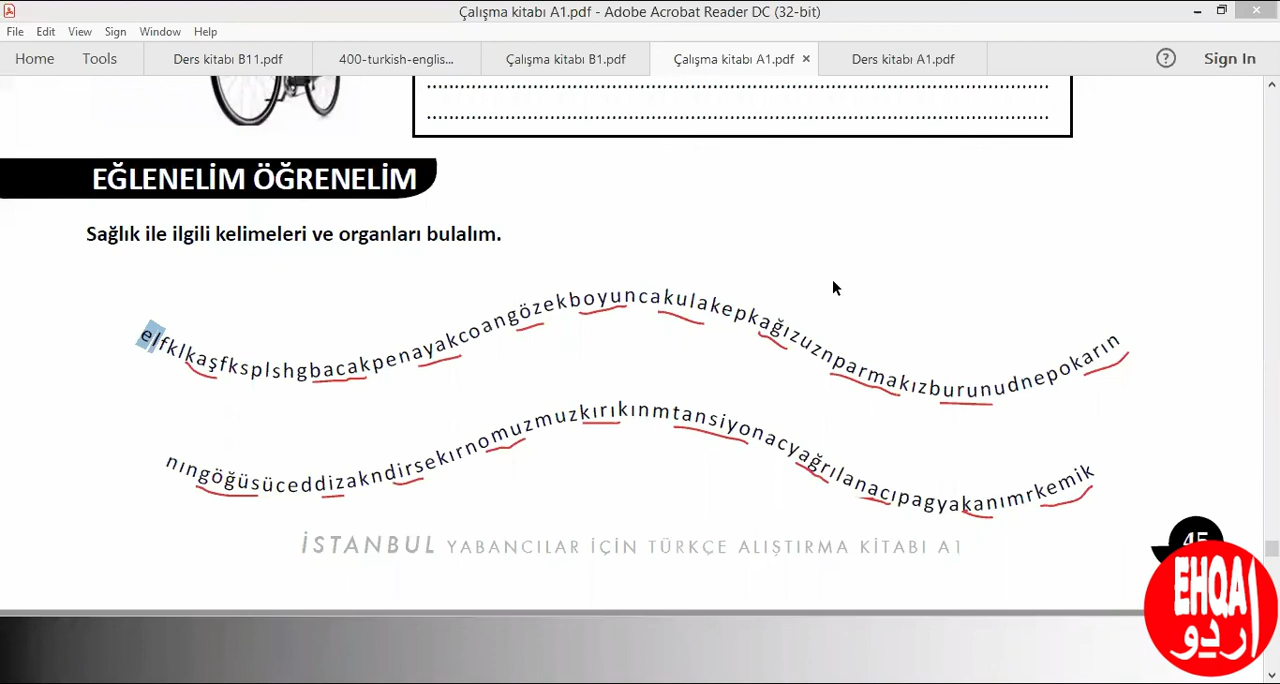 Çalışma kitabı A1.pdf - Adobe Acrobat Reader DC (32-bit)
File Edit View Sign Window Help
Home Tools Ders kitabı B11.pdf 400-turkish-englis... Çalışma kitabı B1.pdf Çalışma kitabı A1.pdf × Ders kitabı A1.pdf ? Sign In
EĞLENELİM ÖĞRENELİM
Sağlık ile ilgili kelimeleri ve organları bulalım.
elfklkaşfksplshgbacakpenayakcoangözekboyuncakulakepkağızuznparmakızburunudnepokarın
nıngöğüsüceddizakndirsekırnomuzmuzkırıkınmtansiyonacyağrılanacıpagyakanımrkemik
İSTANBUL YABANCILAR İÇİN TÜRKÇE ALIŞTIRMA KİTABI A1
45
EHQA
اردو